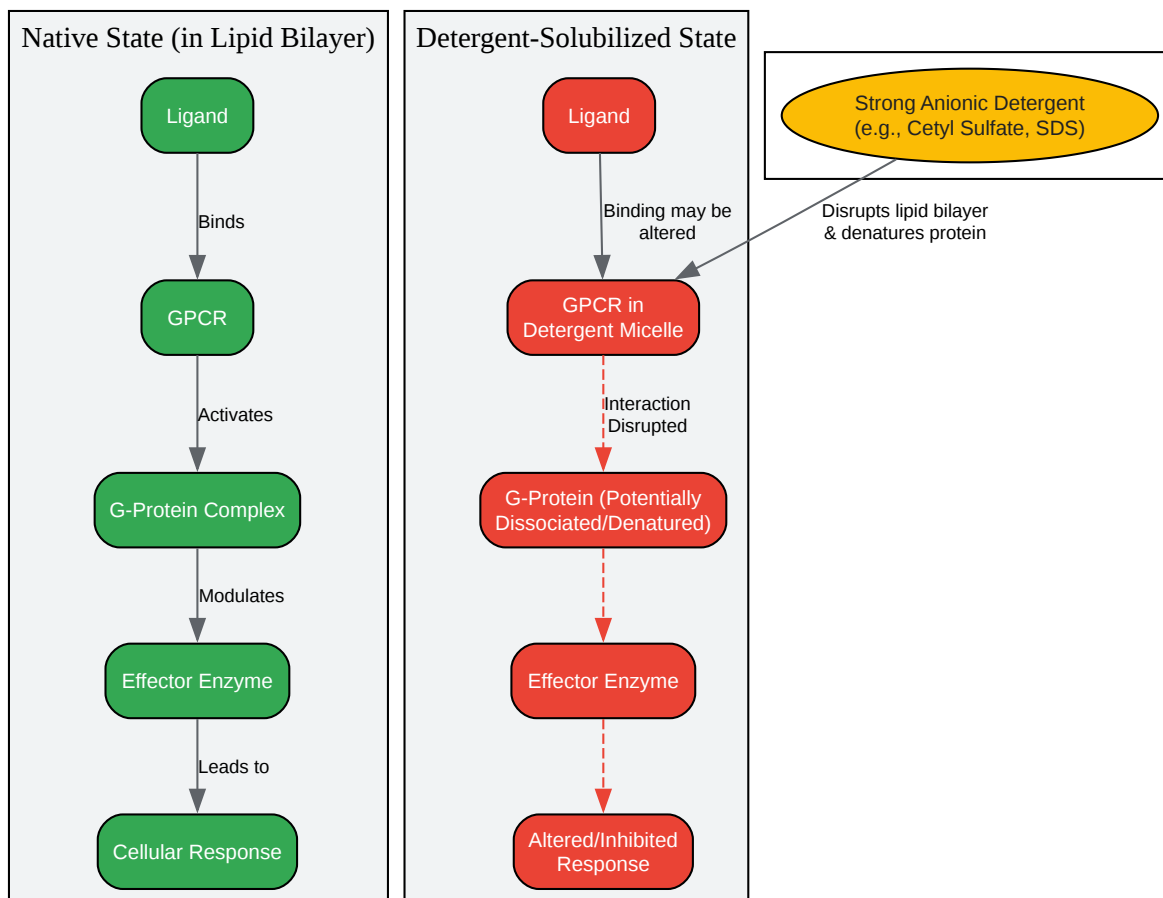 Native State (in Lipid Bilayer)
Ligand
Binds
GPCR
Activates
G-Protein Complex
Modulates
Effector Enzyme
Leads to
Cellular Response
Detergent-Solubilized State
Ligand
Binding may be
altered
GPCR in
Detergent Micelle
Interaction
Disrupted
G-Protein (Potentially
Dissociated/Denatured)
Effector Enzyme
Altered/Inhibited
Response
Strong Anionic Detergent
(e.g., Cetyl Sulfate, SDS)
Disrupts lipid bilayer
& denatures protein